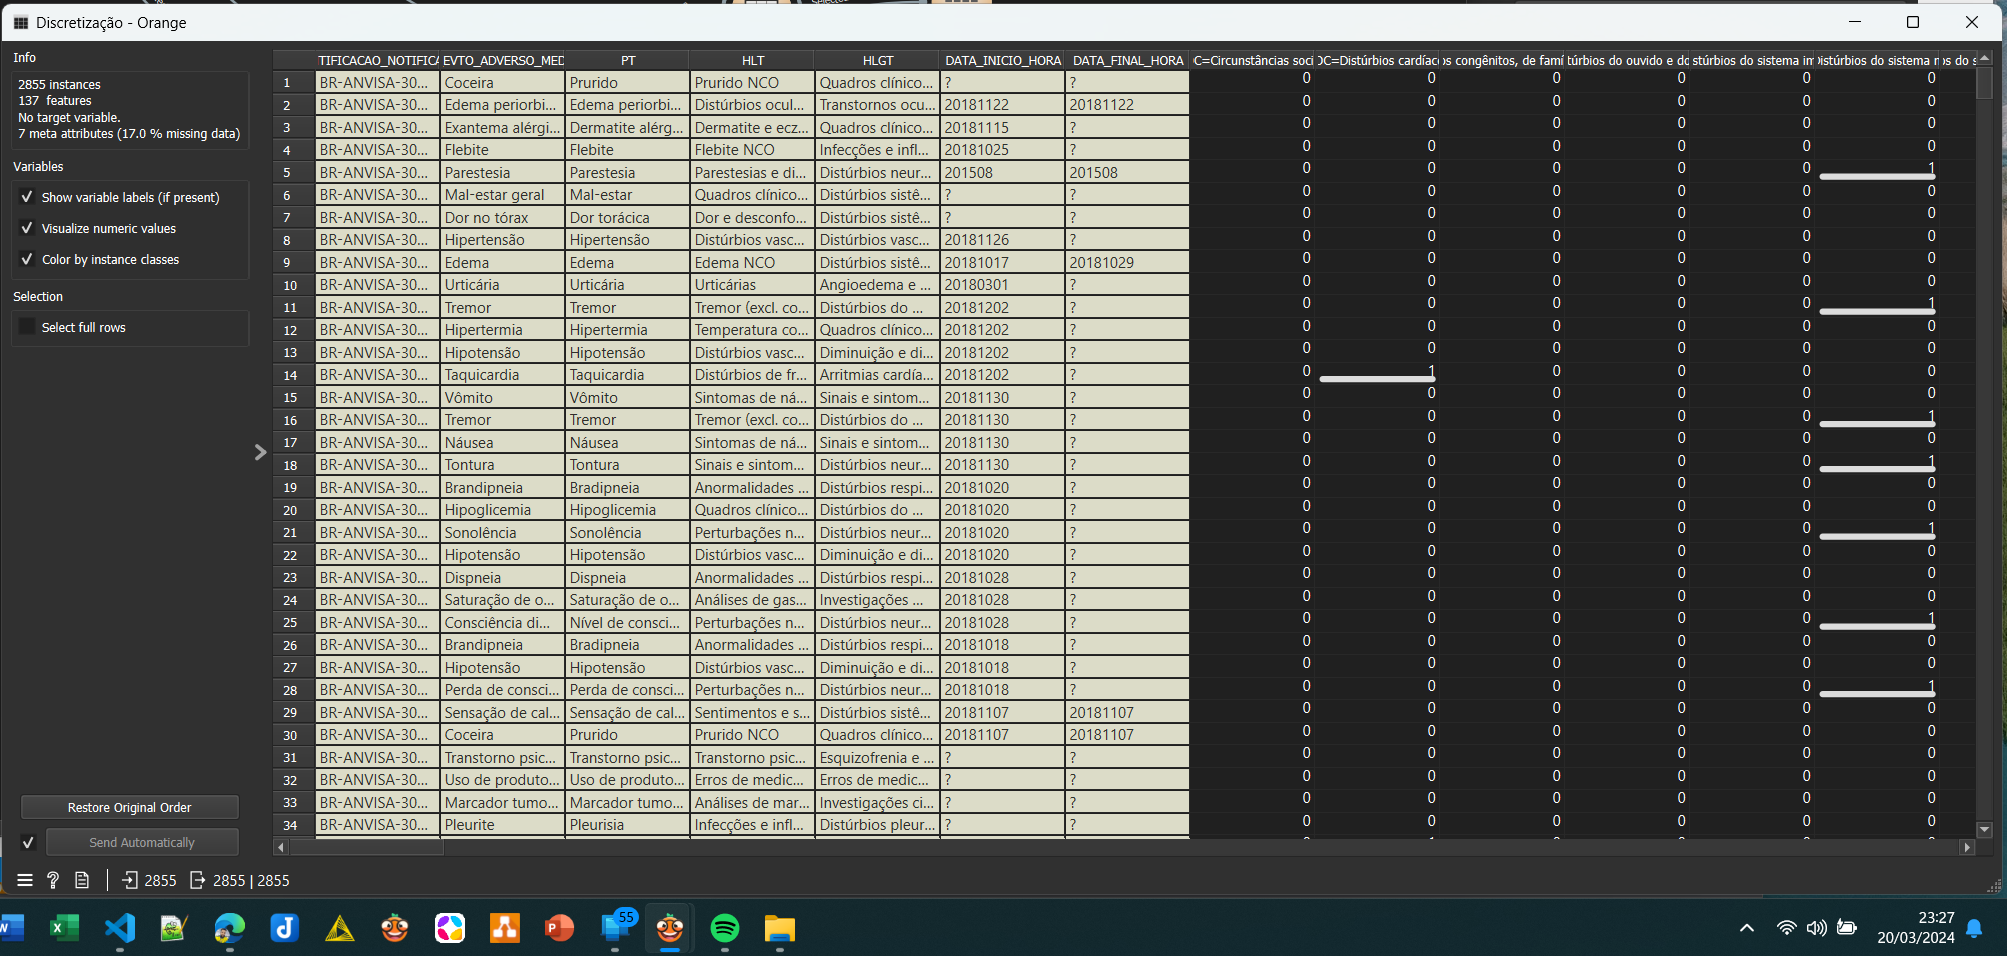 Discretização - Orange
Info
2855 instances
137 features
No target variable.
7 meta attributes (17.0 % missing data)
Variables
Show variable labels (if present)
Visualize numeric values
Color by instance classes
Selection
Select full rows
Restore Original Order
Send Automatically
2855 2855 | 2855
TIFICACAO_NOTIFICA EVTO_ADVERSO_MED PT HLT HLGT DATA_INICIO_HORA DATA_FINAL_HORA C=Circunstâncias soci OC=Distúrbios cardíac os congênitos, de famí túrbios do ouvido e do stúrbios do sistema im istúrbios do sistema n os do s
1 BR-ANVISA-30... Coceira Prurido Prurido NCO Quadros clínico... ? ? 0 0 0 0 0 0
2 BR-ANVISA-30... Edema periorbi... Edema periorbi... Distúrbios ocul... Transtornos ocu... 20181122 20181122 0 0 0 0 0 0
3 BR-ANVISA-30... Exantema alérgi... Dermatite alérg... Dermatite e ecz... Quadros clínico... 20181115 ? 0 0 0 0 0 0
4 BR-ANVISA-30... Flebite Flebite Flebite NCO Infecções e infl... 20181025 ? 0 0 0 0 0 0
5 BR-ANVISA-30... Parestesia Parestesia Parestesias e di... Distúrbios neur... 201508 201508 0 0 0 0 0 1
6 BR-ANVISA-30... Mal-estar geral Mal-estar Quadros clínico... Distúrbios sistê... ? ? 0 0 0 0 0 0
7 BR-ANVISA-30... Dor no tórax Dor torácica Dor e desconfo... Distúrbios sistê... ? ? 0 0 0 0 0 0
8 BR-ANVISA-30... Hipertensão Hipertensão Distúrbios vasc... Distúrbios vasc... 20181126 ? 0 0 0 0 0 0
9 BR-ANVISA-30... Edema Edema Edema NCO Distúrbios sistê... 20181017 20181029 0 0 0 0 0 0
10 BR-ANVISA-30... Urticária Urticária Urticárias Angioedema e ... 20180301 ? 0 0 0 0 0 0
11 BR-ANVISA-30... Tremor Tremor Tremor (excl. co... Distúrbios do ... 20181202 ? 0 0 0 0 0 1
12 BR-ANVISA-30... Hipertermia Hipertermia Temperatura co... Quadros clínico... 20181202 ? 0 0 0 0 0 0
13 BR-ANVISA-30... Hipotensão Hipotensão Distúrbios vasc... Diminuição e di... 20181202 ? 0 0 0 0 0 0
14 BR-ANVISA-30... Taquicardia Taquicardia Distúrbios de fr... Arritmias cardía... 20181202 ? 0 1 0 0 0 0
15 BR-ANVISA-30... Vômito Vômito Sintomas de ná... Sinais e sintom... 20181130 ? 0 0 0 0 0 0
16 BR-ANVISA-30... Tremor Tremor Tremor (excl. co... Distúrbios do ... 20181130 ? 0 0 0 0 0 1
17 BR-ANVISA-30... Náusea Náusea Sintomas de ná... Sinais e sintom... 20181130 ? 0 0 0 0 0 0
18 BR-ANVISA-30... Tontura Tontura Sinais e sintom... Distúrbios neur... 20181130 ? 0 0 0 0 0 1
19 BR-ANVISA-30... Brandipneia Bradipneia Anormalidades ... Distúrbios respi... 20181020 ? 0 0 0 0 0 0
20 BR-ANVISA-30... Hipoglicemia Hipoglicemia Quadros clínico... Distúrbios do ... 20181020 ? 0 0 0 0 0 0
21 BR-ANVISA-30... Sonolência Sonolência Perturbações n... Distúrbios neur... 20181020 ? 0 0 0 0 0 1
22 BR-ANVISA-30... Hipotensão Hipotensão Distúrbios vasc... Diminuição e di... 20181020 ? 0 0 0 0 0 0
23 BR-ANVISA-30... Dispneia Dispneia Anormalidades ... Distúrbios respi... 20181028 ? 0 0 0 0 0 0
24 BR-ANVISA-30... Saturação de o... Saturação de o... Análises de gas... Investigações ... 20181028 ? 0 0 0 0 0 0
25 BR-ANVISA-30... Consciência di... Nível de consci... Perturbações n... Distúrbios neur... 20181028 ? 0 0 0 0 0 1
26 BR-ANVISA-30... Brandipneia Bradipneia Anormalidades ... Distúrbios respi... 20181018 ? 0 0 0 0 0 0
27 BR-ANVISA-30... Hipotensão Hipotensão Distúrbios vasc... Diminuição e di... 20181018 ? 0 0 0 0 0 0
28 BR-ANVISA-30... Perda de consci... Perda de consci... Perturbações n... Distúrbios neur... 20181018 ? 0 0 0 0 0 1
29 BR-ANVISA-30... Sensação de cal... Sensação de cal... Sentimentos e s... Distúrbios sistê... 20181107 20181107 0 0 0 0 0 0
30 BR-ANVISA-30... Coceira Prurido Prurido NCO Quadros clínico... 20181107 20181107 0 0 0 0 0 0
31 BR-ANVISA-30... Transtorno psic... Transtorno psic... Transtorno psic... Esquizofrenia e ... ? ? 0 0 0 0 0 0
32 BR-ANVISA-30... Uso de produto... Uso de produto... Erros de medic... Erros de medic... ? ? 0 0 0 0 0 0
33 BR-ANVISA-30... Marcador tumo... Marcador tumo... Análises de mar... Investigações ci... ? ? 0 0 0 0 0 0
34 BR-ANVISA-30... Pleurite Pleurisia Infecções e infl... Distúrbios pleur... ? ? 0 0 0 0 0 0
55
23:27
20/03/2024